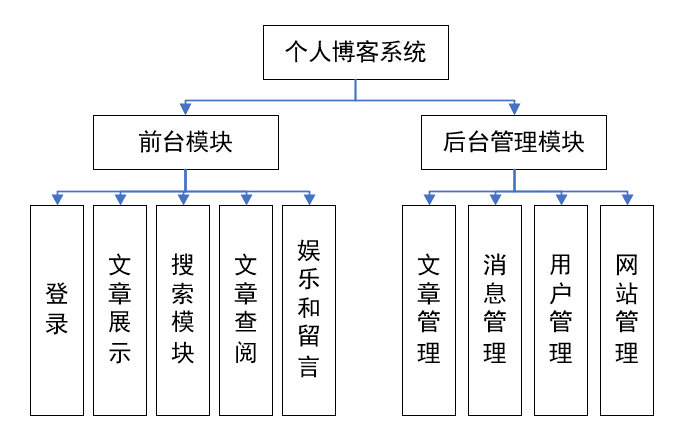 个人博客系统
前台模块
后台管理模块
登录
文章展示
搜索模块
文章查阅
娱乐和留言
文章管理
消息管理
用户管理
网站管理